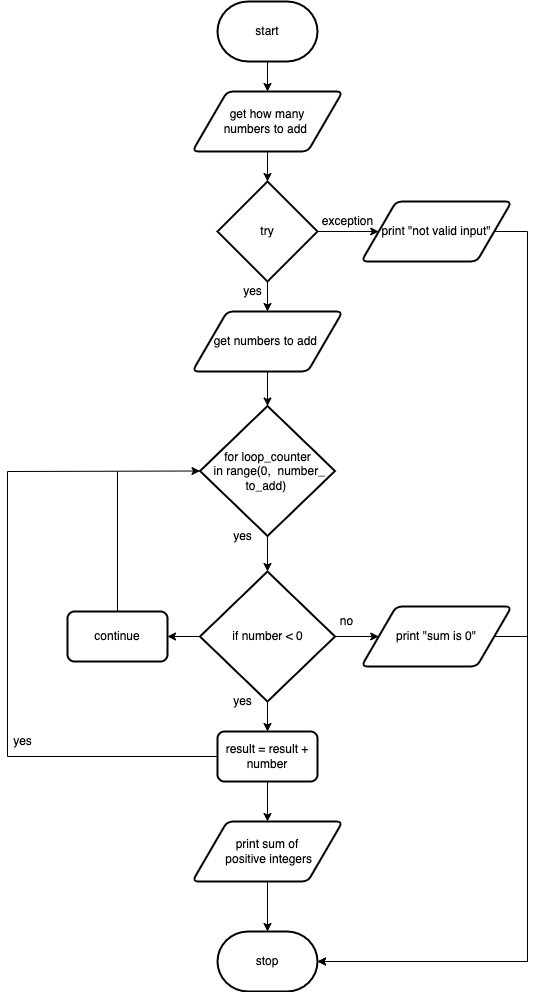 start
get how many
numbers to add
try
exception
print "not valid input"
yes
get numbers to add
for loop_counter
in range(0, number_
to_add)
yes
continue
if number < 0
no
print "sum is 0"
yes
yes
result = result +
number
print sum of
positive integers
stop